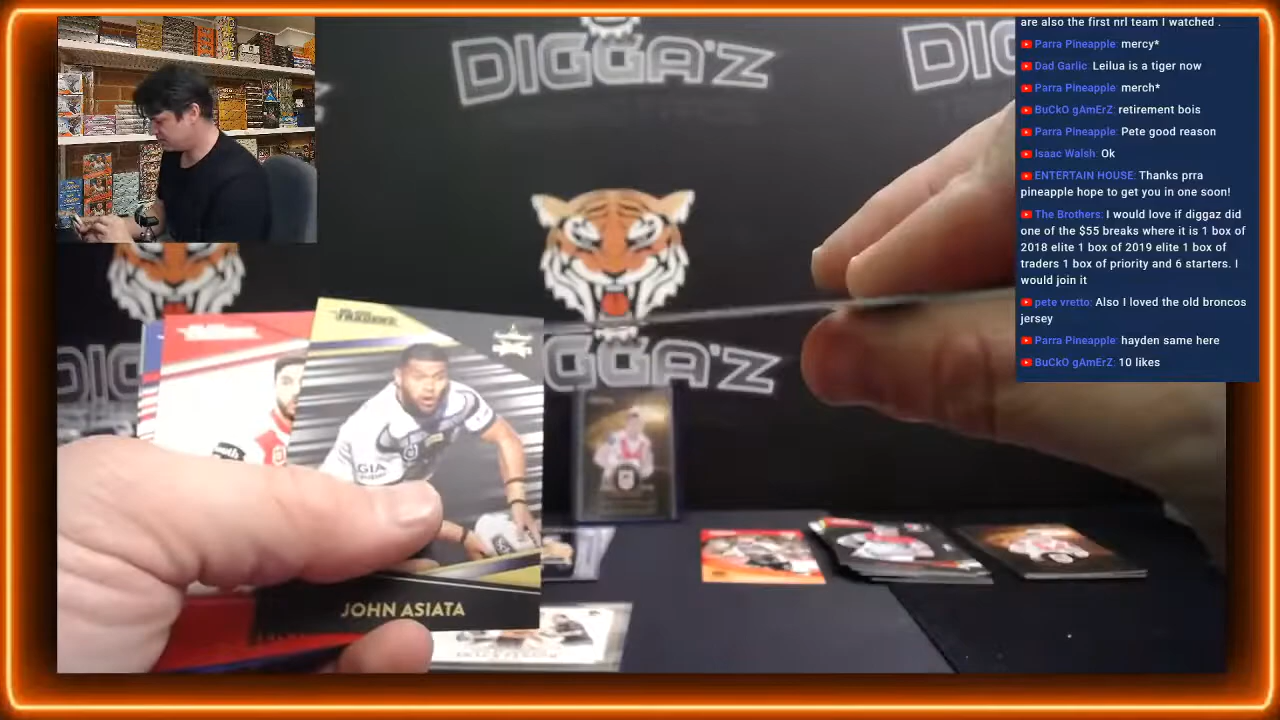 DIGGA'Z
DIG
are also the first nrl team I watched .
Parra Pineapple: mercy*
Dad Garlic: Leilua is a tiger now
Parra Pineapple: merch*
BuCkO gAmErZ: retirement bois
Parra Pineapple: Pete good reason
Isaac Walsh: Ok
ENTERTAIN HOUSE: Thanks prra
pineapple hope to get you in one soon!
The Brothers: I would love if diggaz did
one of the $55 breaks where it is 1 box of
2018 elite 1 box of 2019 elite 1 box of
traders 1 box of priority and 6 starters. I
would join it
pete vretto: Also I loved the old broncos
jersey
Parra Pineapple: hayden same here
BuCkO gAmErZ: 10 likes
TRADERS
DIGGA'Z
GIA
JOHN ASIATA